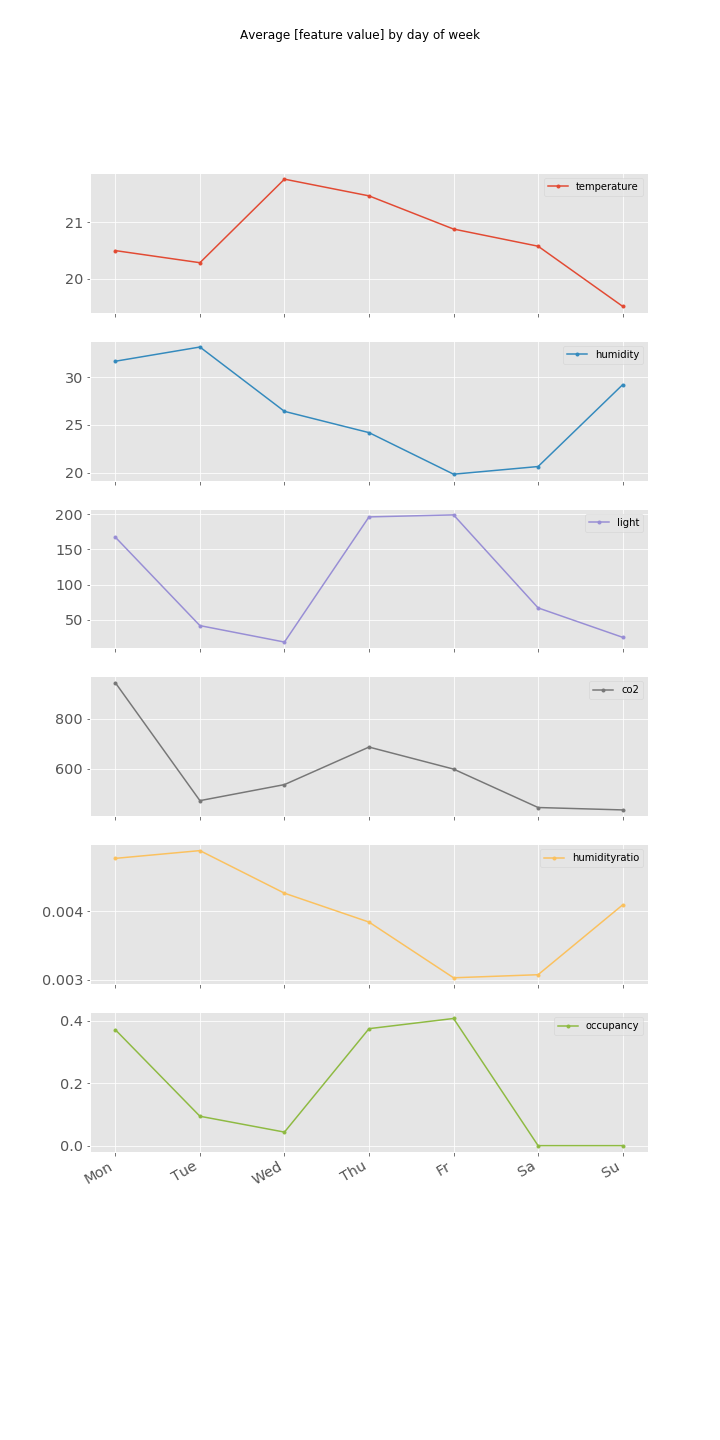 Average [feature value] by day of week
temperature
21
20
humidity
30
25
20
light
200
150
100
50
co2
800
600
humidityratio
0.004
0.003
occupancy
0.4
0.2
0.0
Mon Tue Wed Thu Fr Sa Su